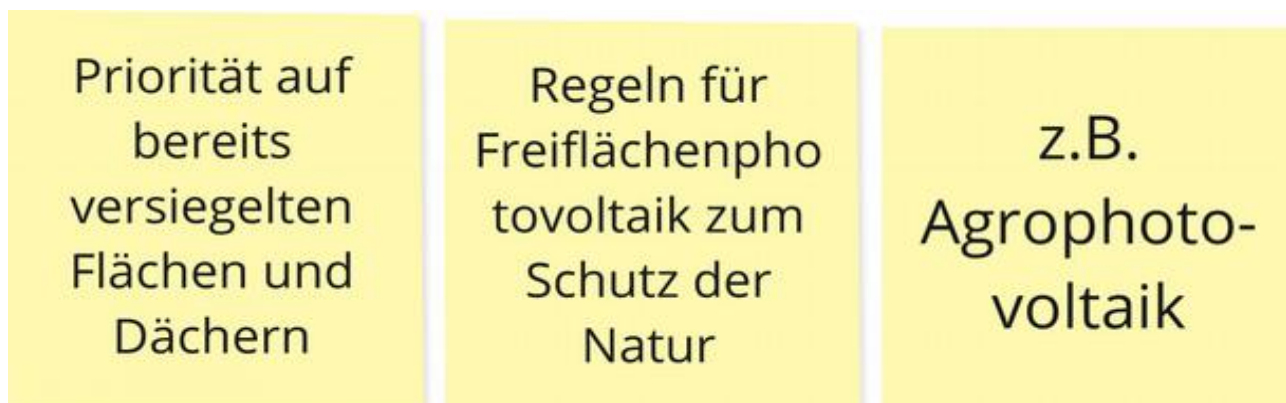 Priorität auf
bereits
versiegelten
Flächen und
Dächern
Regeln für
Freiflächenpho
tovoltaik zum
Schutz der
Natur
z.B.
Agrophoto-
voltaik